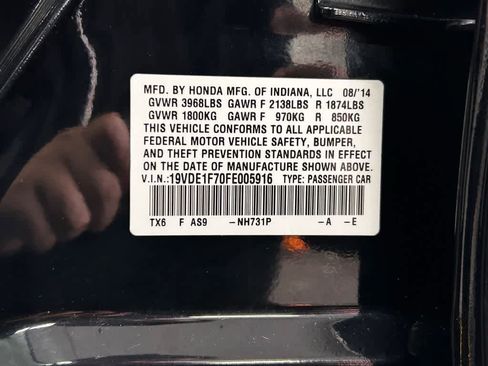 MFD. BY HONDA MFG. OF INDIANA, LLC 08/'14
GVWR 3968LBS GAWR F 2138LBS R 1874LBS
GVWR 1800KG GAWR F 970KG R 850KG
THIS VEHICLE CONFORMS TO ALL APPLICABLE
FEDERAL MOTOR VEHICLE SAFETY, BUMPER,
AND THEFT PREVENTION STANDARDS IN EFFECT
ON THE DATE OF MANUFACTURE SHOWN ABOVE.
V.I.N.:19VDE1F70FE005916 TYPE: PASSENGER CAR
TX6 F AS9 -NH731P -A -E